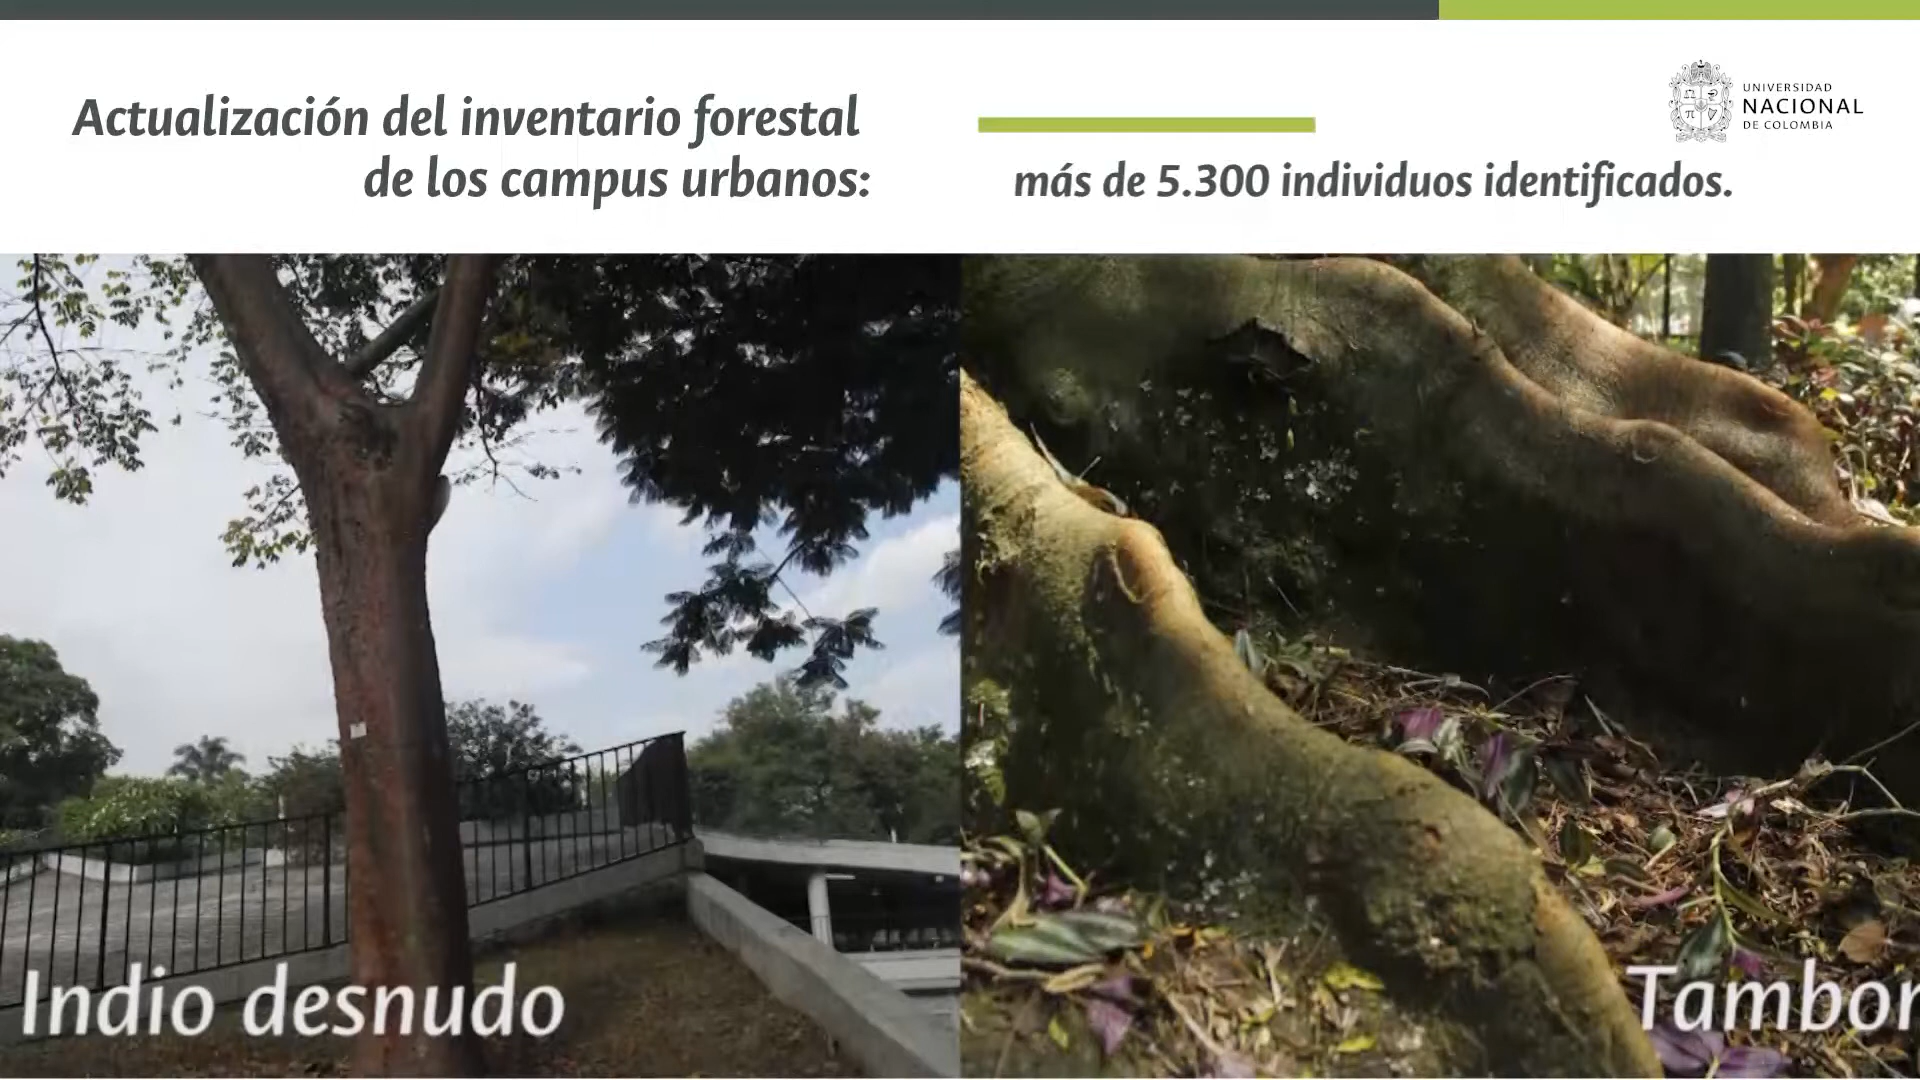 Actualización del inventario forestal
de los campus urbanos:
más de 5.300 individuos identificados.
UNIVERSIDAD
NACIONAL
DE COLOMBIA
Indio desnudo
Tambor